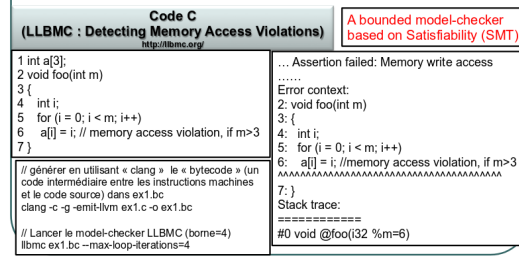 Code C
(LLBMC : Detecting Memory Access Violations)
http://llbmc.org/
A bounded model-checker
based on Satisfiability (SMT)
1 int a[3];
2 void foo(int m)
3 {
4 int i;
5 for (i = 0; i < m; i++)
6 a[i] = i; // memory access violation, if m>3
7 }
// générer en utilisant « clang » le « bytecode » (un
code intermédiaire entre les instructions machines
et le code source) dans ex1.bc
clang -c -g -emit-llvm ex1.c -o ex1.bc
// Lancer le model-checker LLBMC (borne=4)
llbmc ex1.bc --max-loop-iterations=4
… Assertion failed: Memory write access
……
Error context:
2: void foo(int m)
3: {
4: int i;
5: for (i = 0; i < m; i++)
6: a[i] = i; //memory access violation, if m>3
^^^^^^^^^^^^^^^^^^^^^^^^^^^^^^^^^^^^^^^^
7: }
Stack trace:
============
#0 void @foo(i32 %m=6)